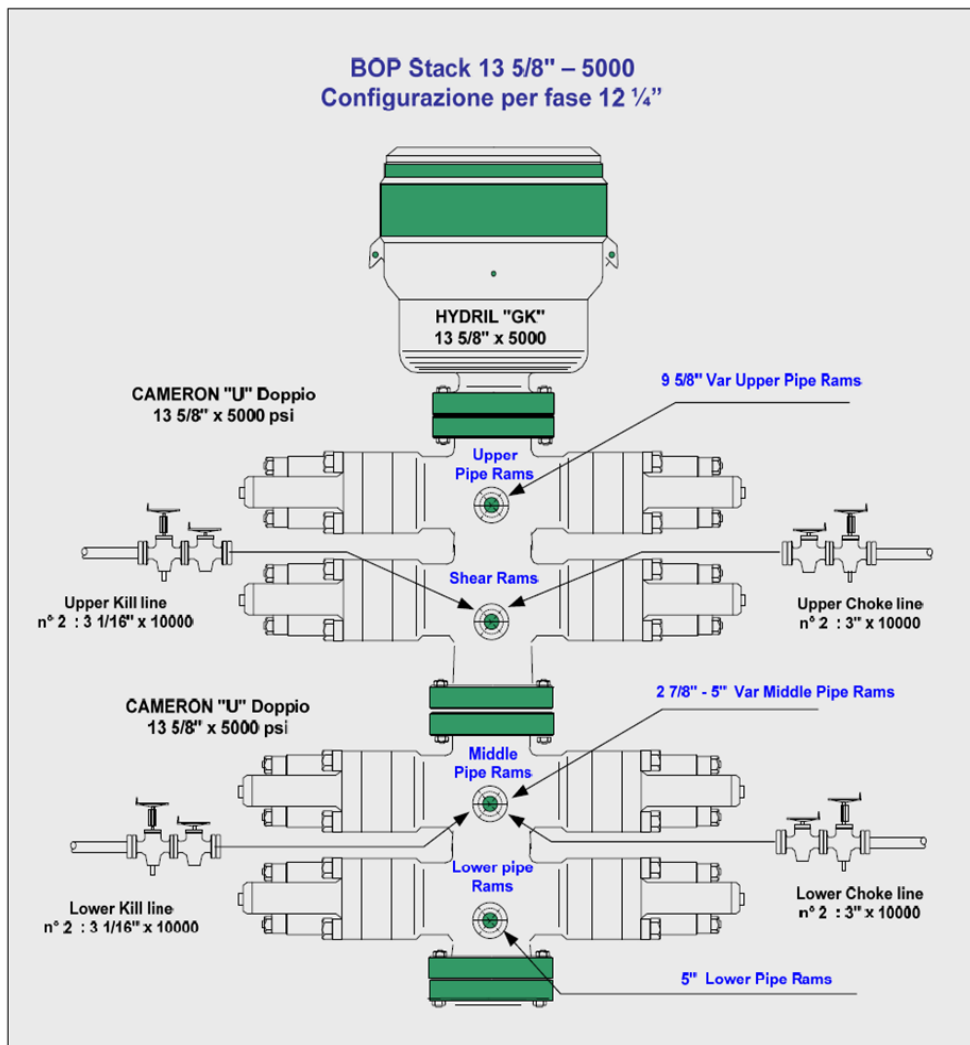 BOP Stack 13 5/8" – 5000
Configurazione per fase 12 ¼”
HYDRIL "GK"
13 5/8" x 5000
9 5/8" Var Upper Pipe Rams
CAMERON "U" Doppio
13 5/8" x 5000 psi
Upper
Pipe Rams
Shear Rams
Upper Kill line
n° 2 : 3 1/16" x 10000
Upper Choke line
n° 2 : 3" x 10000
2 7/8" - 5" Var Middle Pipe Rams
CAMERON "U" Doppio
13 5/8" x 5000 psi
Middle
Pipe Rams
Lower pipe
Rams
Lower Kill line
n° 2 : 3 1/16" x 10000
Lower Choke line
n° 2 : 3" x 10000
5" Lower Pipe Rams